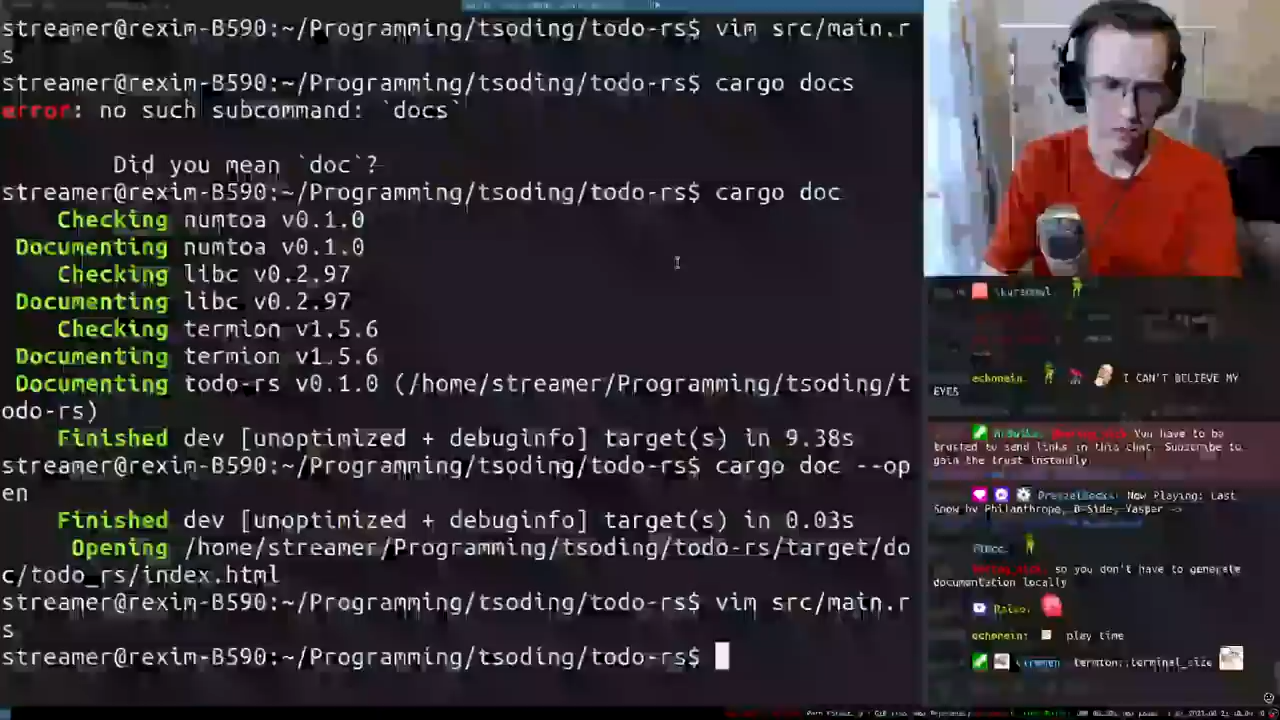 streamer@rexim-B590:~/Programming/tsoding/todo-rs$ vim src/main.r
s
streamer@rexim-B590:~/Programming/tsoding/todo-rs$ cargo docs
error: no such subcommand: `docs`
Did you mean `doc`?
streamer@rexim-B590:~/Programming/tsoding/todo-rs$ cargo doc
Checking numtoa v0.1.0
Documenting numtoa v0.1.0
Checking libc v0.2.97
Documenting libc v0.2.97
Checking termion v1.5.6
Documenting termion v1.5.6
Documenting todo-rs v0.1.0 (/home/streamer/Programming/tsoding/t
odo-rs)
Finished dev [unoptimized + debuginfo] target(s) in 9.38s
streamer@rexim-B590:~/Programming/tsoding/todo-rs$ cargo doc --op
en
Finished dev [unoptimized + debuginfo] target(s) in 0.03s
Opening /home/streamer/Programming/tsoding/todo-rs/target/do
c/todo_rs/index.html
streamer@rexim-B590:~/Programming/tsoding/todo-rs$ vim src/main.r
s
streamer@rexim-B590:~/Programming/tsoding/todo-rs$
I CAN'T BELIEVE MY
EYES
You have to be
trusted to send links in this chat. Subscribe to
gain the trust instantly.
PretzelRocks: Now Playing: Last
Snow by Philanthrope, B-Side, Yasper ->
so you don't have to generate
documentation locally
play time
termion::terminal_size